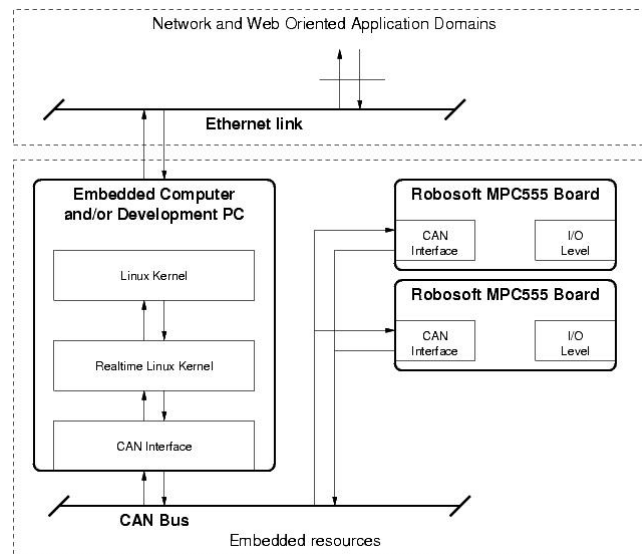 Network and Web Oriented Application Domains
Ethernet link
Embedded Computer
and/or Development PC
Linux Kernel
Realtime Linux Kernel
CAN Interface
Robosoft MPC555 Board
CAN
Interface
I/O
Level
Robosoft MPC555 Board
CAN
Interface
I/O
Level
CAN Bus
Embedded resources